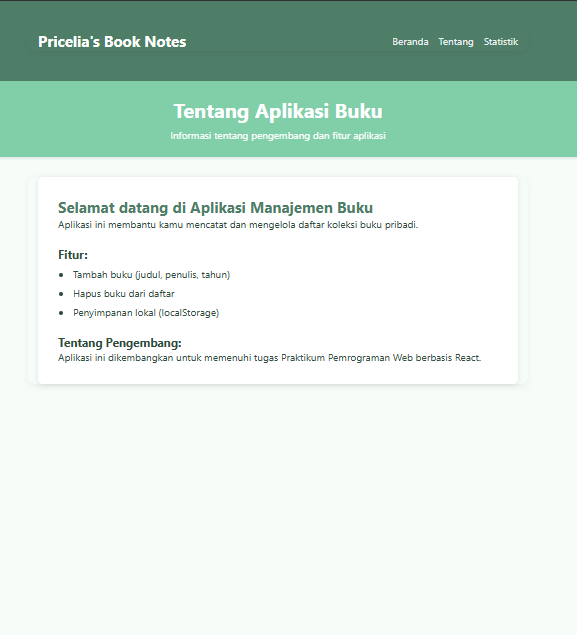 Pricelia's Book Notes
Beranda Tentang Statistik
Tentang Aplikasi Buku
Informasi tentang pengembang dan fitur aplikasi
Selamat datang di Aplikasi Manajemen Buku
Aplikasi ini membantu kamu mencatat dan mengelola daftar koleksi buku pribadi.
Fitur:
• Tambah buku (judul, penulis, tahun)
• Hapus buku dari daftar
• Penyimpanan lokal (localStorage)
Tentang Pengembang:
Aplikasi ini dikembangkan untuk memenuhi tugas Praktikum Pemrograman Web berbasis React.